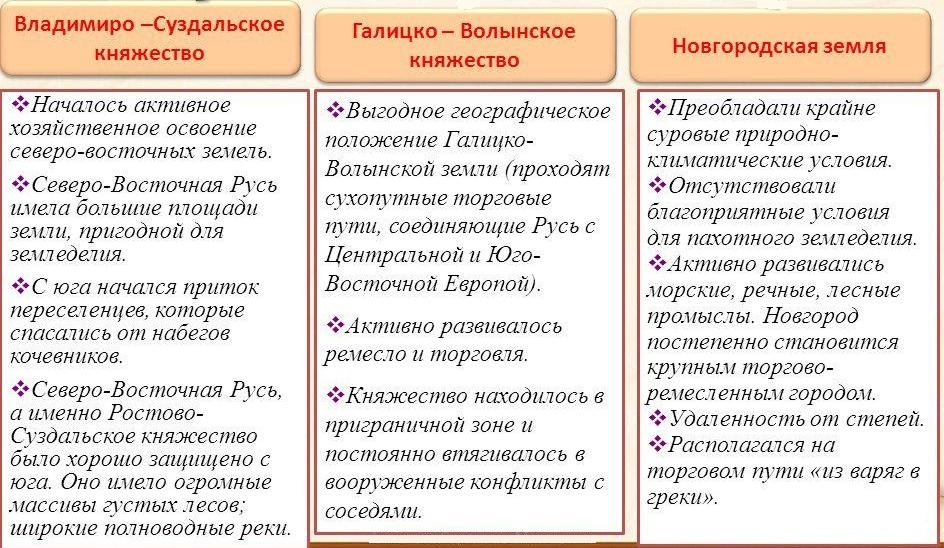 Владимиро –Суздальское
княжество
❖Началось активное
хозяйственное освоение
северо-восточных земель.
❖Северо-Восточная Русь
имела большие площади
земли, пригодной для
земледелия.
❖С юга начался приток
переселенцев, которые
спасались от набегов
кочевников.
❖Северо-Восточная Русь,
а именно Ростово-
Суздальское княжество
было хорошо защищено с
юга. Оно имело огромные
массивы густых лесов;
широкие полноводные реки.
Галицко – Волынское
княжество
❖Выгодное географическое
положение Галицко-
Волынской земли (проходят
сухопутные торговые
пути, соединяющие Русь с
Центральной и Юго-
Восточной Европой).
❖Активно развивалось
ремесло и торговля.
❖Княжество находилось в
приграничной зоне и
постоянно втягивалось в
вооруженные конфликты с
соседями.
Новгородская земля
❖Преобладали крайне
суровые природно-
климатические условия.
❖Отсутствовали
благоприятные условия
для пахотного земледелия.
❖Активно развивались
морские, речные, лесные
промыслы. Новгород
постепенно становится
крупным торгово-
ремесленным городом.
❖Удаленность от степей.
❖Располагался на
торговом пути «из варяг в
греки».